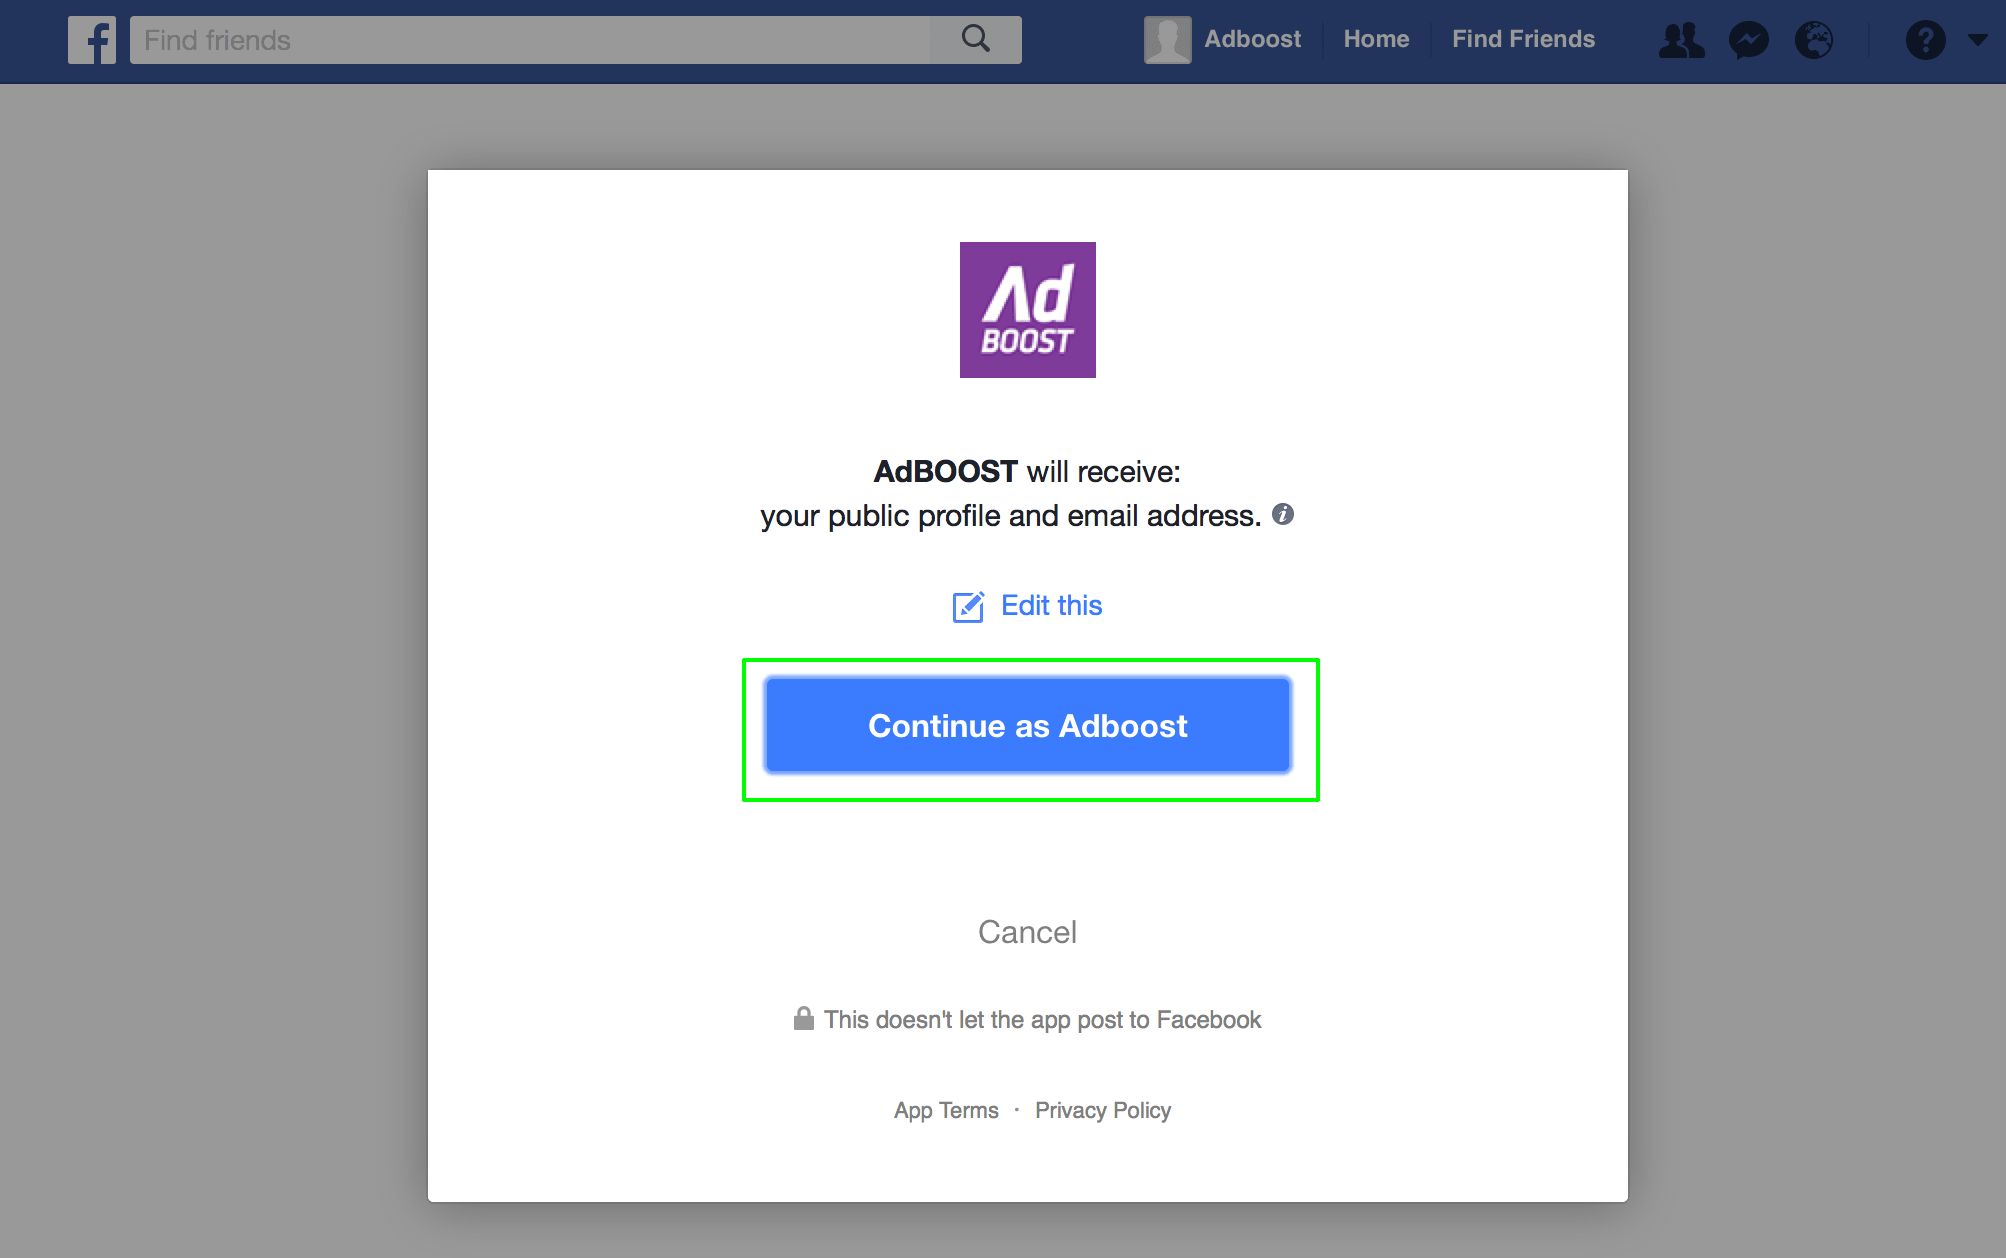 Find friends
Adboost
Home
Find Friends
Ad
BOOST
AdBOOST will receive:
your public profile and email address.
Edit this
Continue as Adboost
Cancel
This doesn't let the app post to Facebook
App Terms · Privacy Policy